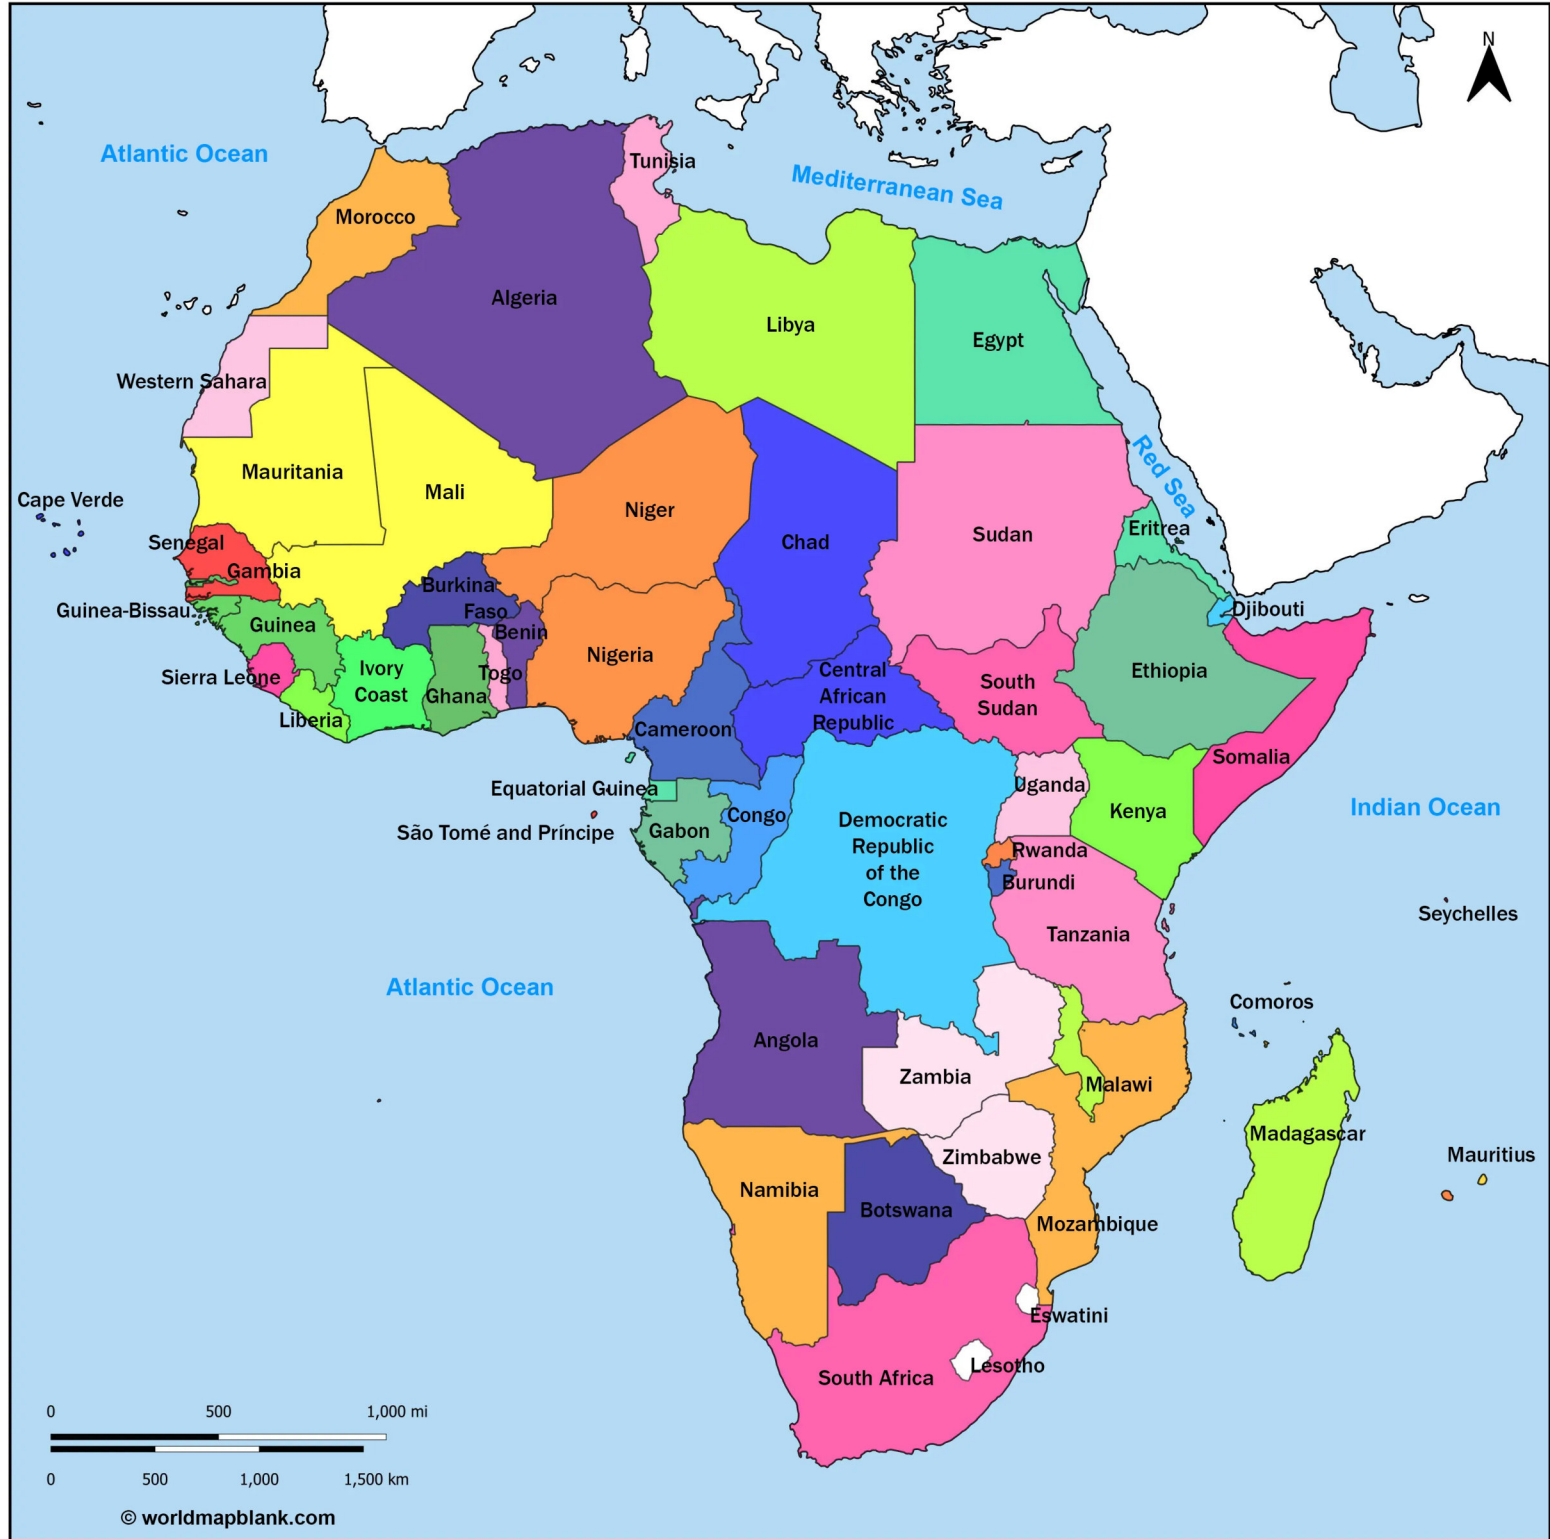 N
Atlantic Ocean
Tunisia
Mediterranean Sea
Morocco
Algeria
Libya
Egypt
Western Sahara
Red Sea
Mauritania
Mali
Cape Verde
Niger
Chad
Sudan
Eritrea
Senegal
Gambia
Burkina
Faso
Guinea-Bissau
Djibouti
Guinea
Benin
Nigeria
Ivory
Coast
Togo
Ghana
Central
African
Republic
Ethiopia
South
Sudan
Sierra Leone
Liberia
Cameroon
Somalia
Equatorial Guinea
Uganda
Kenya
Indian Ocean
São Tomé and Príncipe
Gabon
Congo
Democratic
Republic
of the
Congo
Rwanda
Burundi
Seychelles
Tanzania
Atlantic Ocean
Comoros
Angola
Zambia
Malawi
Madagascar
Zimbabwe
Mauritius
Namibia
Botswana
Mozambique
Eswatini
Lesotho
South Africa
0 500 1,000 mi
0 500 1,000 1,500 km
© worldmapblank.com